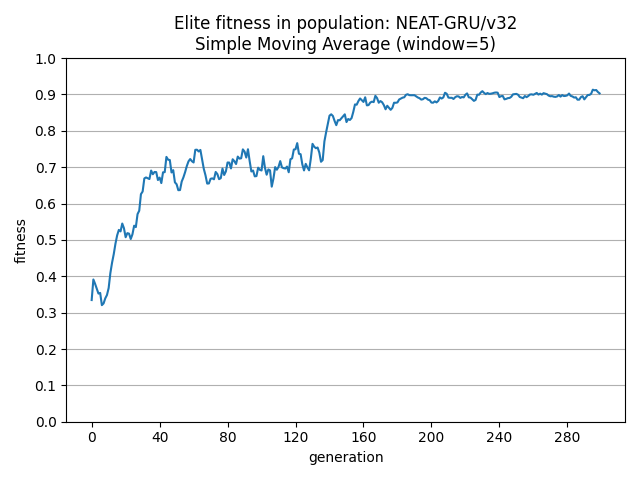 Elite fitness in population: NEAT-GRU/v32
Simple Moving Average (window=5)
fitness
1.0
0.9
0.8
0.7
0.6
0.5
0.4
0.3
0.2
0.1
0.0
0 40 80 120 160 200 240 280
generation